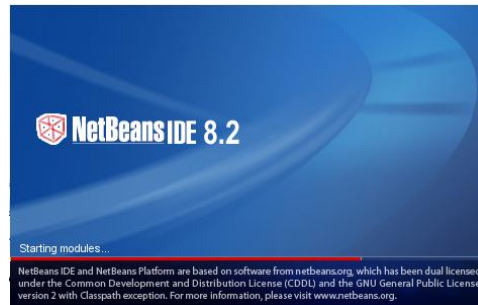 NetBeans IDE 8.2
Starting modules...
NetBeans IDE and NetBeans Platform are based on software from netbeans.org, which has been dual licensed
under the Common Development and Distribution License (CDDL) and the GNU General Public License
version 2 with Classpath exception. For more information, please visit www.netbeans.org.